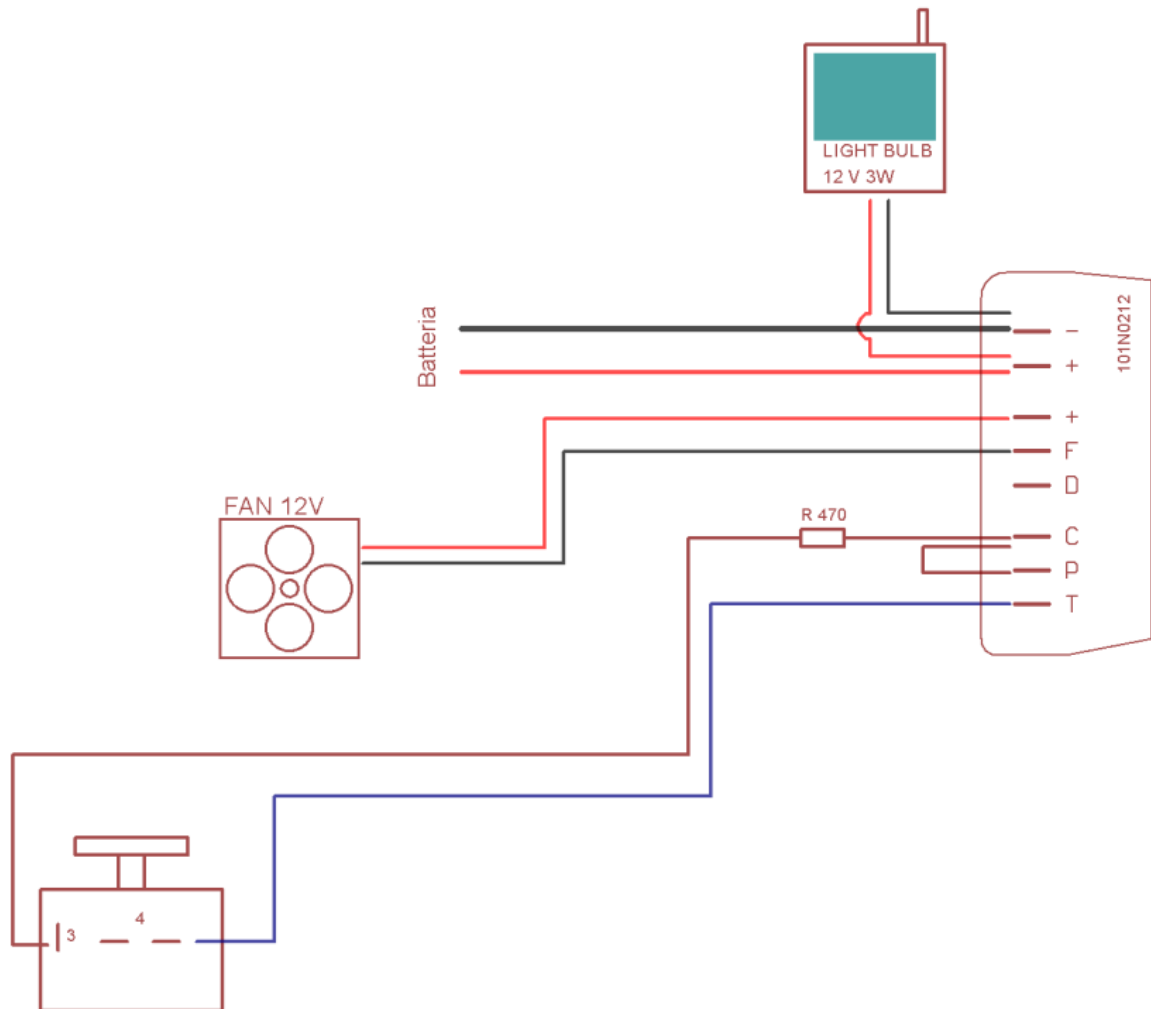 LIGHT BULB
12 V 3W
101N0212
Batteria
-
+
+
F
D
FAN 12V
R 470
C
P
T
3
4